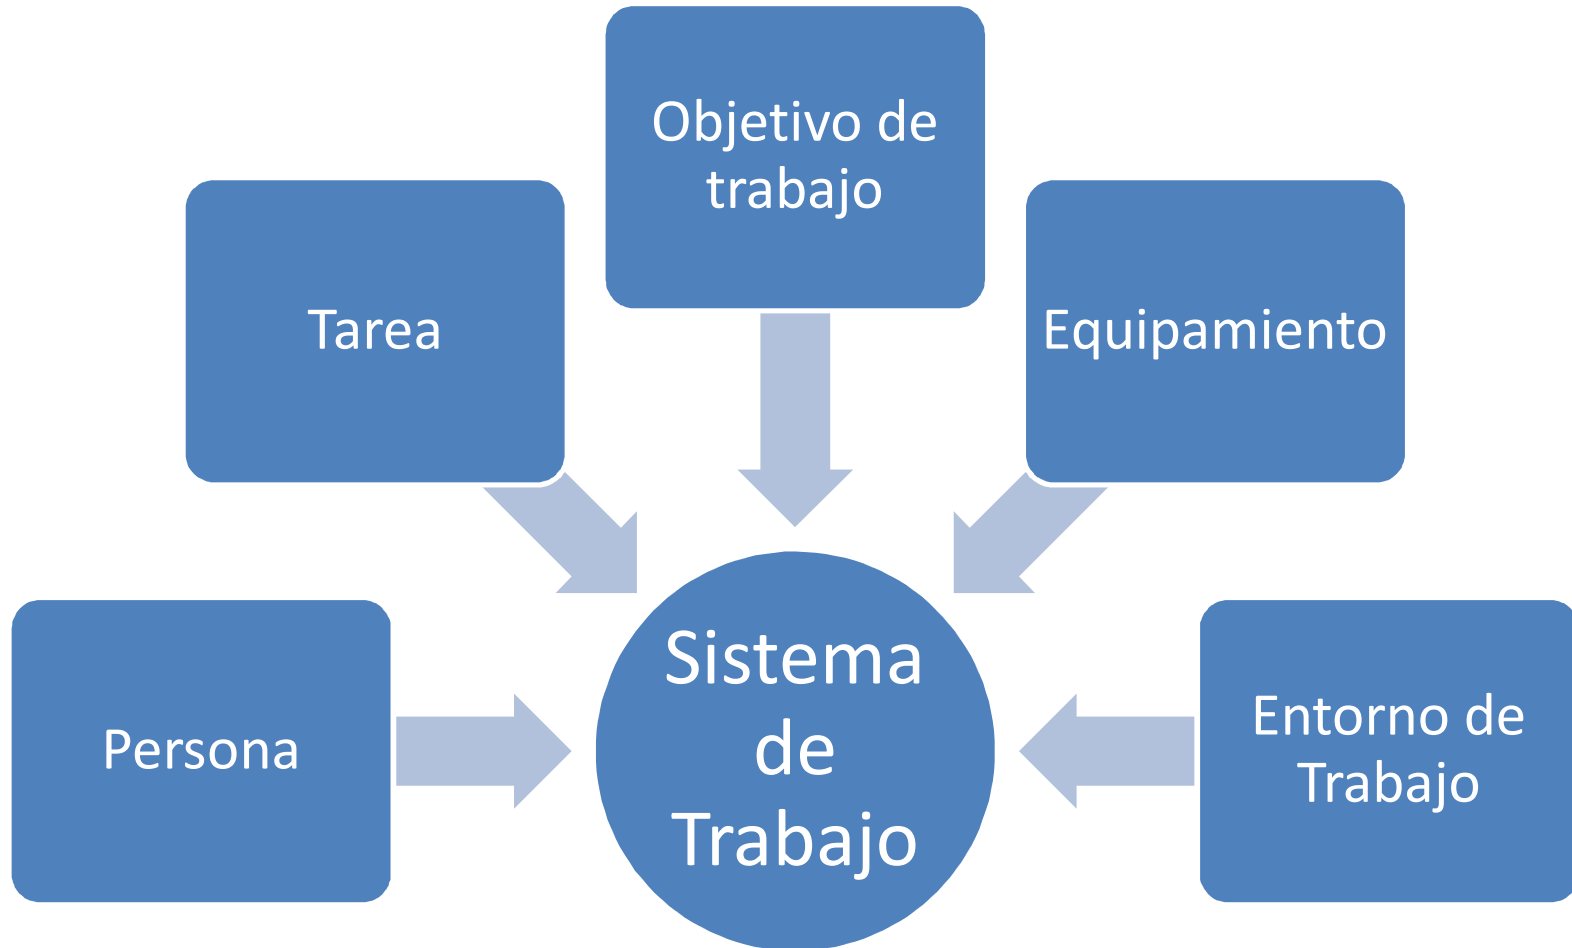 Objetivo de
trabajo
Tarea
Equipamiento
Persona
Sistema
de
Trabajo
Entorno de
Trabajo